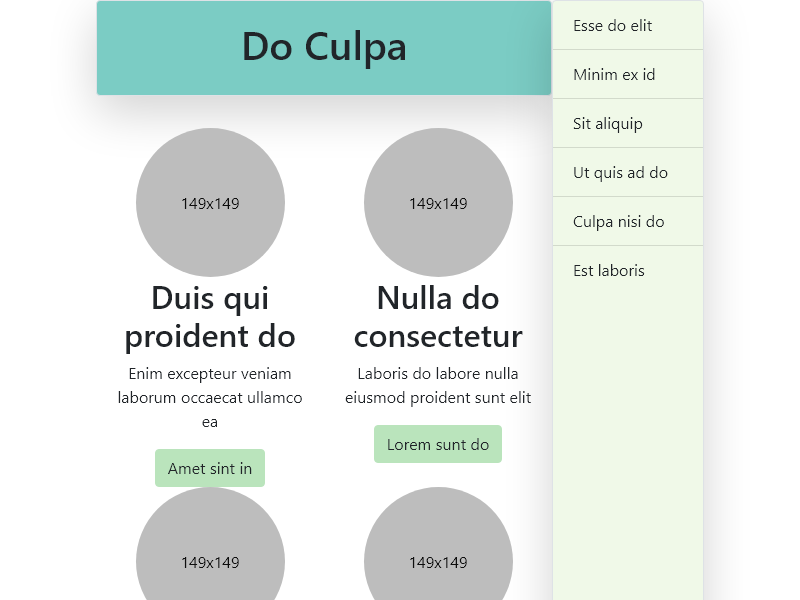 Do Culpa
149x149
Duis qui
proident do
Enim excepteur veniam
laborum occaecat ullamco
ea
Amet sint in
149x149
Nulla do
consectetur
Laboris do labore nulla
eiusmod proident sunt elit
Lorem sunt do
149x149
149x149
Esse do elit
Minim ex id
Sit aliquip
Ut quis ad do
Culpa nisi do
Est laboris